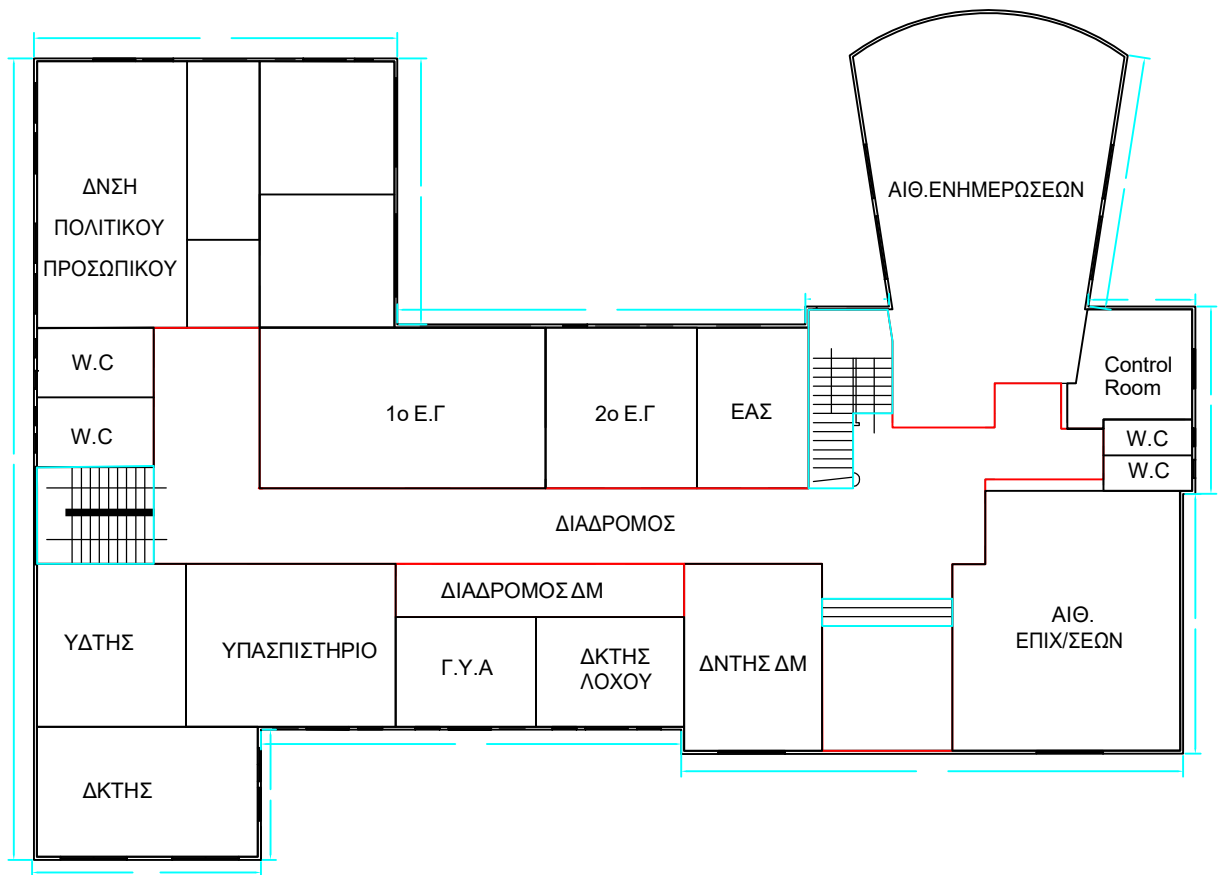 ΔΝΣΗ
ΠΟΛΙΤΙΚΟΥ
ΠΡΟΣΩΠΙΚΟΥ
ΑΙΘ.ΕΝΗΜΕΡΩΣΕΩΝ
W.C
W.C
1ο Ε.Γ
2ο Ε.Γ
ΕΑΣ
Control
Room
W.C
W.C
ΔΙΑΔΡΟΜΟΣ
ΔΙΑΔΡΟΜΟΣ ΔΜ
ΥΔΤΗΣ
ΥΠΑΣΠΙΣΤΗΡΙΟ
Γ.Υ.Α
ΔΚΤΗΣ
ΛΟΧΟΥ
ΔΝΤΗΣ ΔΜ
ΑΙΘ.
ΕΠΙΧ/ΣΕΩΝ
ΔΚΤΗΣ